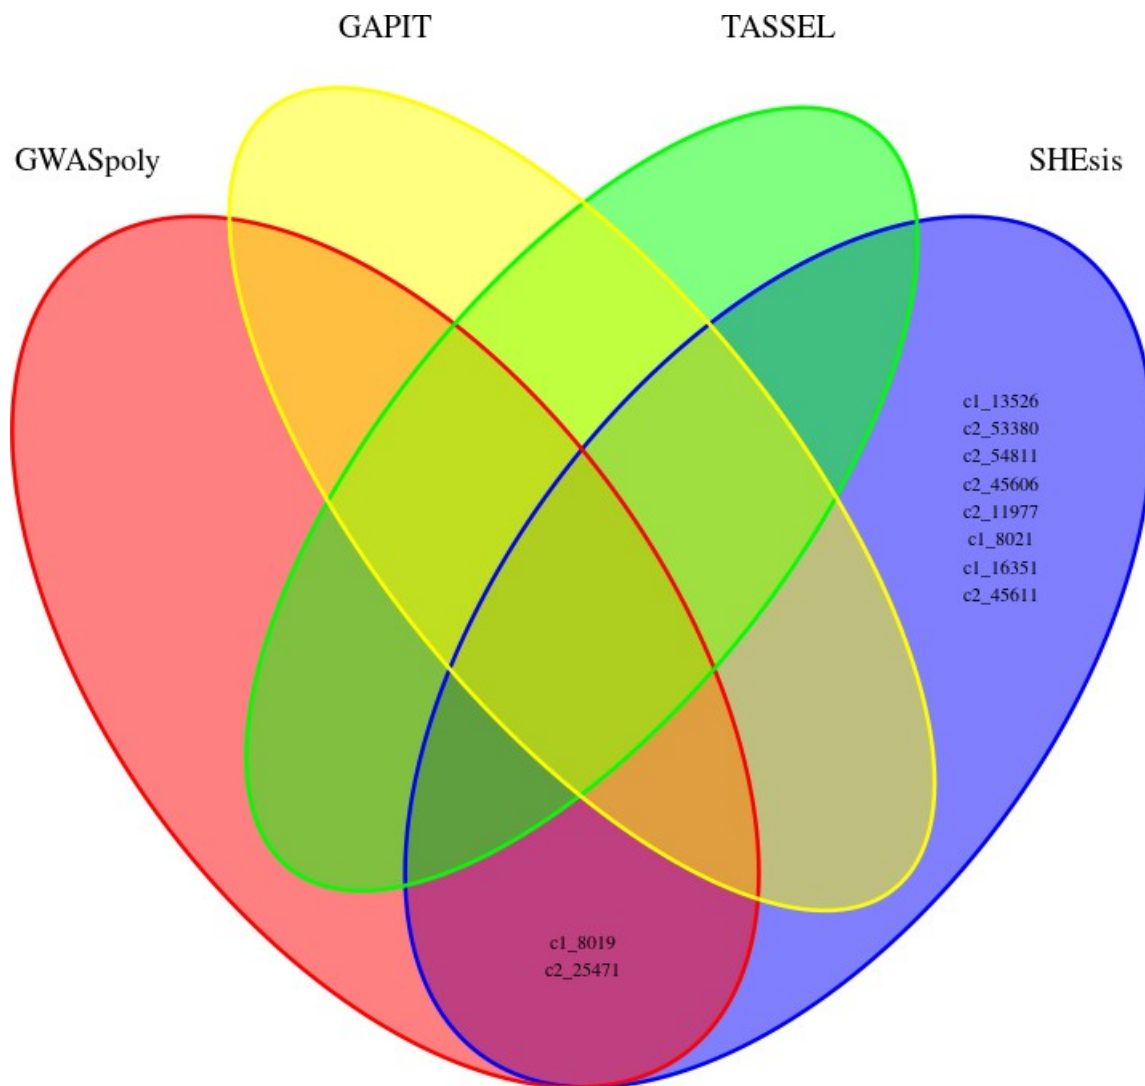 GAPIT
TASSEL
GWASpoly
SHEsis
c1_13526
c2_53380
c2_54811
c2_45606
c2_11977
c1_8021
c1_16351
c2_45611
c1_8019
c2_25471